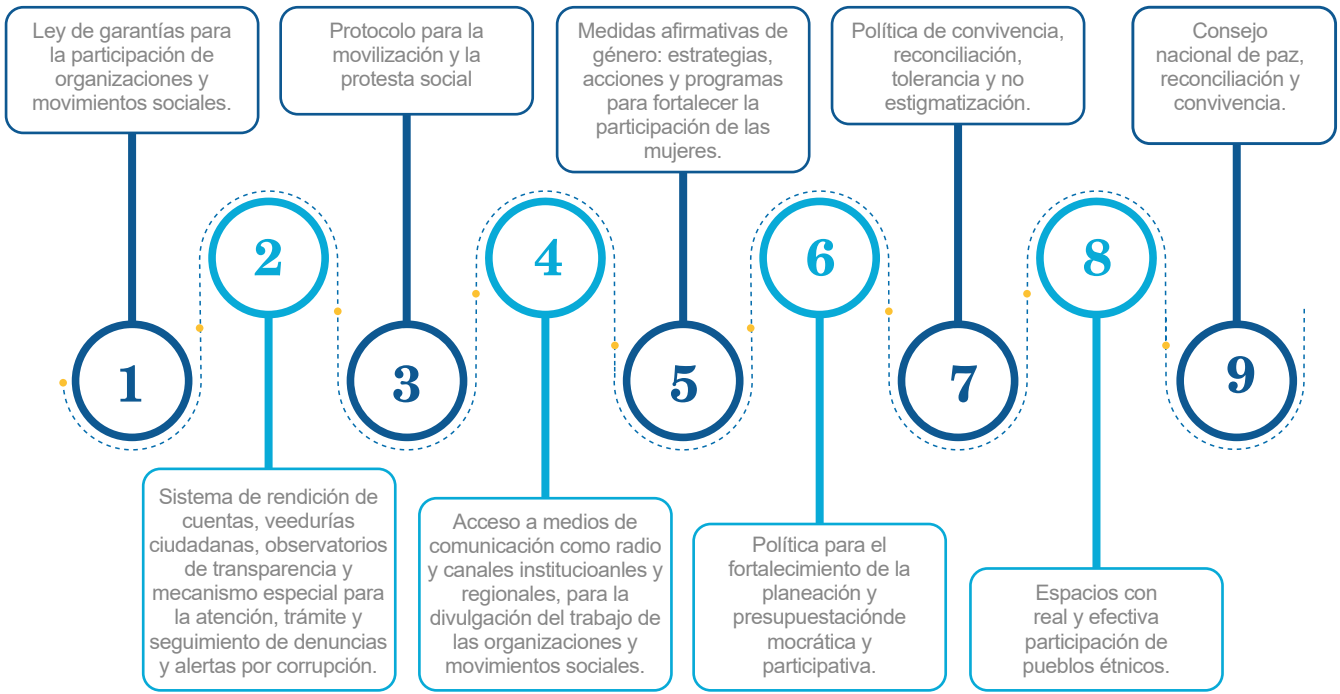 Ley de garantías para
la participación de
organizaciones y
movimientos sociales.
1
Sistema de rendición de
cuentas, veedurías
ciudadanas, observatorios
de transparencia y
mecanismo especial para
la atención, trámite y
seguimiento de denuncias
y alertas por corrupción.
2
Protocolo para la
movilización y la
protesta social
3
Acceso a medios de
comunicación como radio
y canales institucioanles y
regionales, para la
divulgación del trabajo de
las organizaciones y
movimientos sociales.
4
Medidas afirmativas de
género: estrategias,
acciones y programas
para fortalecer la
participación de las
mujeres.
5
Política para el
fortalecimiento de la
planeación y
presupuestaciónde
mocrática y
participativa.
6
Política de convivencia,
reconciliación,
tolerancia y no
estigmatización.
7
Espacios con
real y efectiva
participación de
pueblos étnicos.
8
Consejo
nacional de paz,
reconciliación y
convivencia.
9